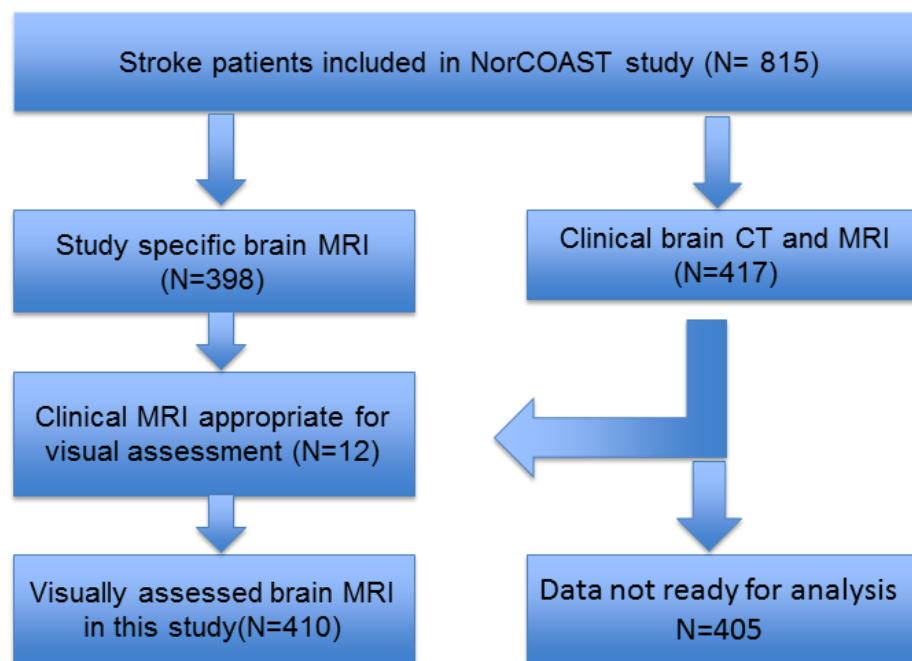 Stroke patients included in NorCOAST study (N= 815)
Study specific brain MRI
(N=398)
Clinical brain CT and MRI
(N=417)
Clinical MRI appropriate for
visual assessment (N=12)
Visually assessed brain MRI
in this study(N=410)
Data not ready for analysis
N=405